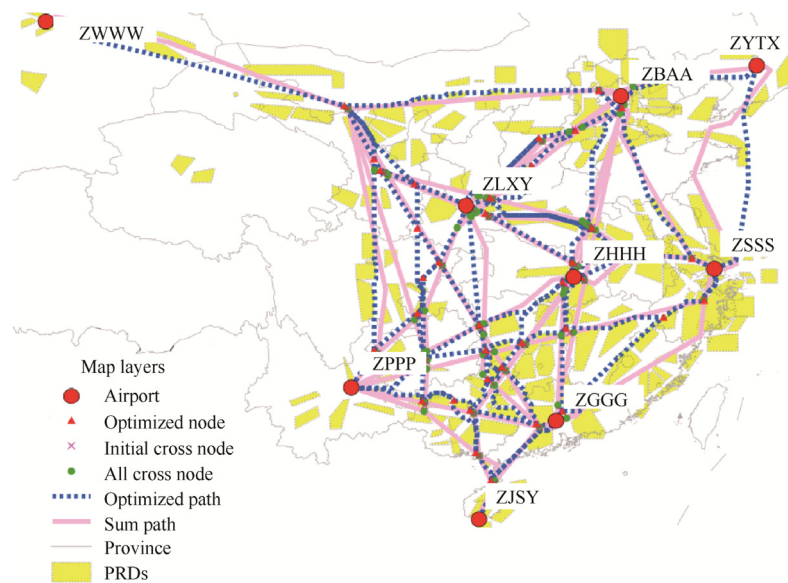 ZWWW
ZYTX
ZBAA
ZLXY
ZSSS
ZHHH
ZPPP
ZGGG
ZJSY
Map layers
Airport
Optimized node
Initial cross node
All cross node
Optimized path
Sum path
Province
PRDs